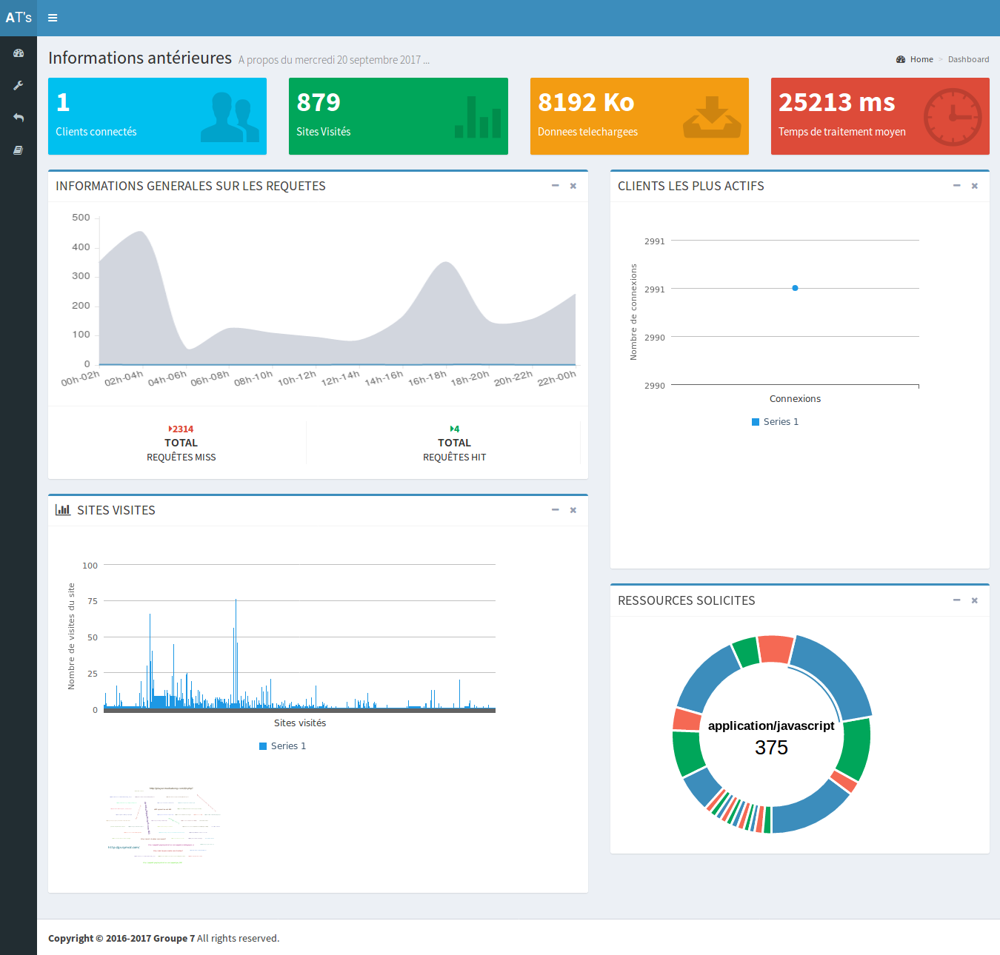 AT's
Informations antérieures A propos du mercredi 20 septembre 2017 ...
Home > Dashboard
1
Clients connectés
879
Sites Visités
8192 Ko
Donnees telechargees
25213 ms
Temps de traitement moyen
INFORMATIONS GENERALES SUR LES REQUETES
500
400
300
200
100
0
00h-02h 02h-04h 04h-06h 06h-08h 08h-10h 10h-12h 12h-14h 14h-16h 16h-18h 18h-20h 20h-22h 22h-00h
2314
TOTAL
REQUÊTES MISS
4
TOTAL
REQUÊTES HIT
CLIENTS LES PLUS ACTIFS
Nombre de connexions
2991
2991
2990
2990
Connexions
Series 1
SITES VISITES
Nombre de visites du site
100
75
50
25
0
Sites visités
Series 1
RESSOURCES SOLICITES
application/javascript
375
Copyright © 2016-2017 Groupe 7 All rights reserved.